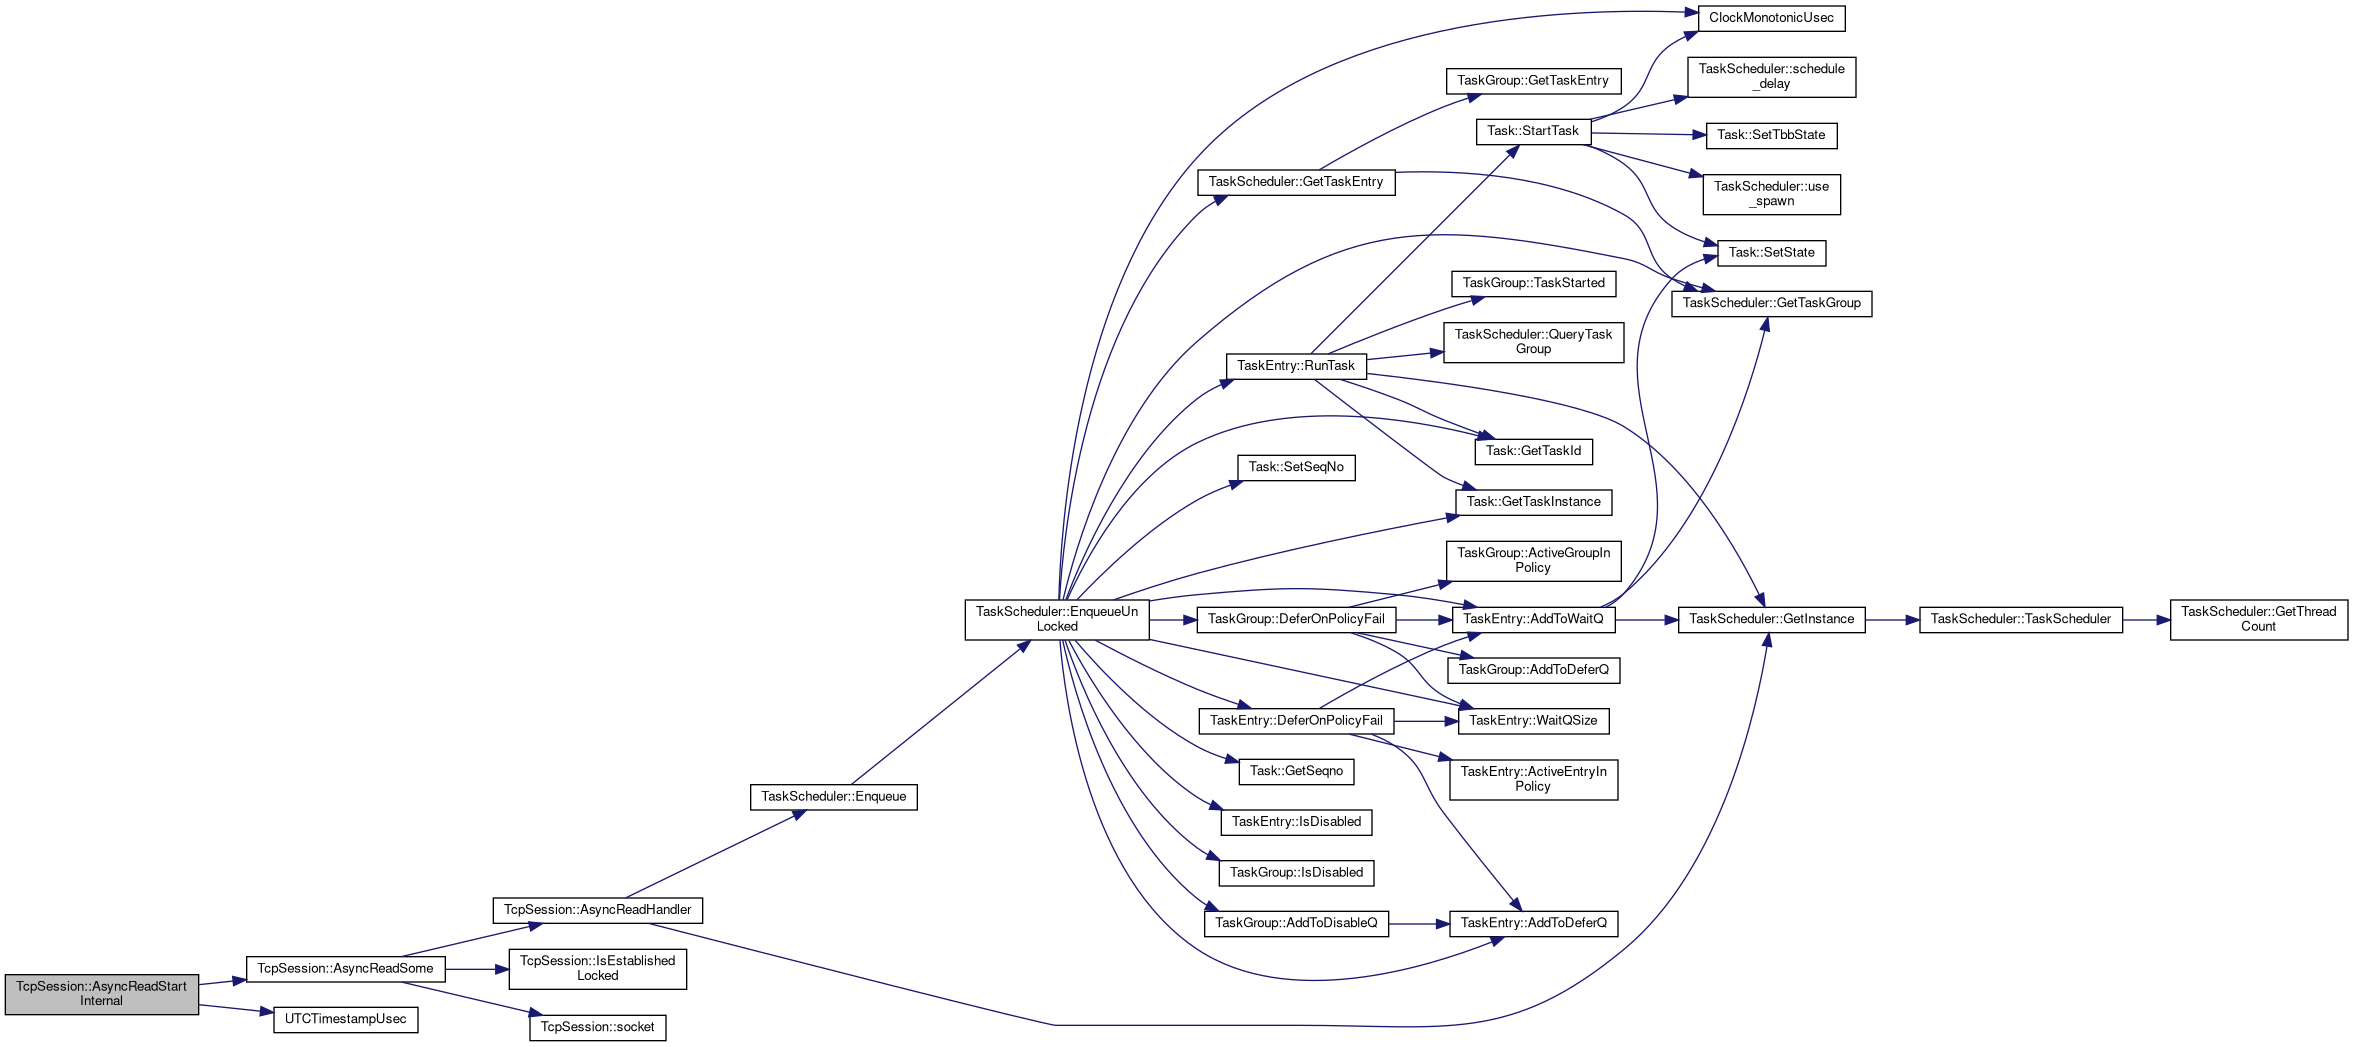 TcpSession::AsyncReadStart
Internal
TcpSession::AsyncReadSome
UTCTimestampUsec
TcpSession::AsyncReadHandler
TcpSession::IsEstablished
Locked
TcpSession::socket
TaskScheduler::Enqueue
TaskScheduler::EnqueueUn
Locked
TaskScheduler::GetTaskEntry
TaskEntry::RunTask
Task::SetSeqNo
TaskGroup::DeferOnPolicyFail
TaskEntry::DeferOnPolicyFail
Task::GetSeqno
TaskEntry::IsDisabled
TaskGroup::IsDisabled
TaskGroup::AddToDisableQ
TaskGroup::GetTaskEntry
Task::StartTask
TaskGroup::TaskStarted
TaskScheduler::QueryTask
Group
Task::GetTaskId
Task::GetTaskInstance
TaskGroup::ActiveGroupIn
Policy
TaskEntry::AddToWaitQ
TaskGroup::AddToDeferQ
TaskEntry::WaitQSize
TaskEntry::ActiveEntryIn
Policy
TaskEntry::AddToDeferQ
ClockMonotonicUsec
TaskScheduler::schedule
_delay
Task::SetTbbState
TaskScheduler::use
_spawn
Task::SetState
TaskScheduler::GetTaskGroup
TaskScheduler::GetInstance
TaskScheduler::TaskScheduler
TaskScheduler::GetThread
Count